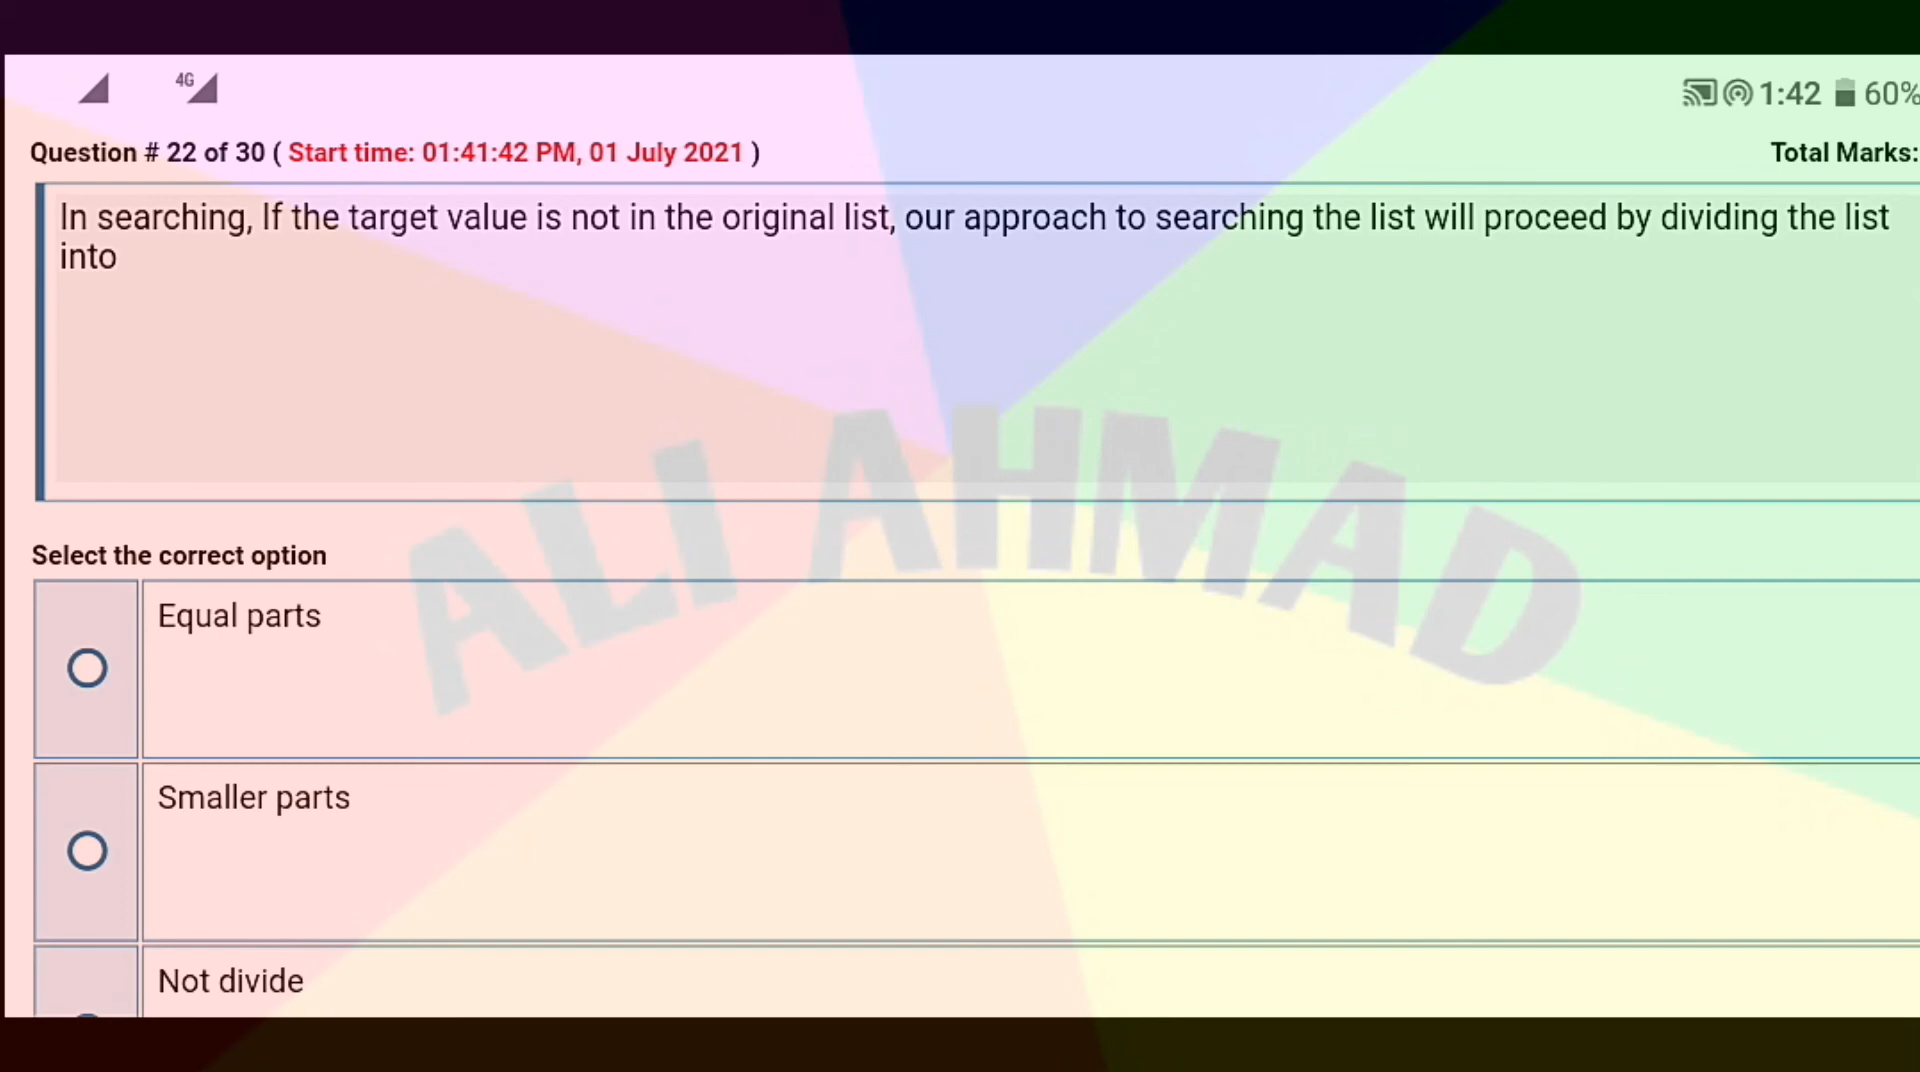 4G 1:42 60%
Question # 22 of 30 ( Start time: 01:41:42 PM, 01 July 2021 ) Total Marks:
In searching, If the target value is not in the original list, our approach to searching the list will proceed by dividing the list
into
ALI AHMAD
Select the correct option
Equal parts
Smaller parts
Not divide